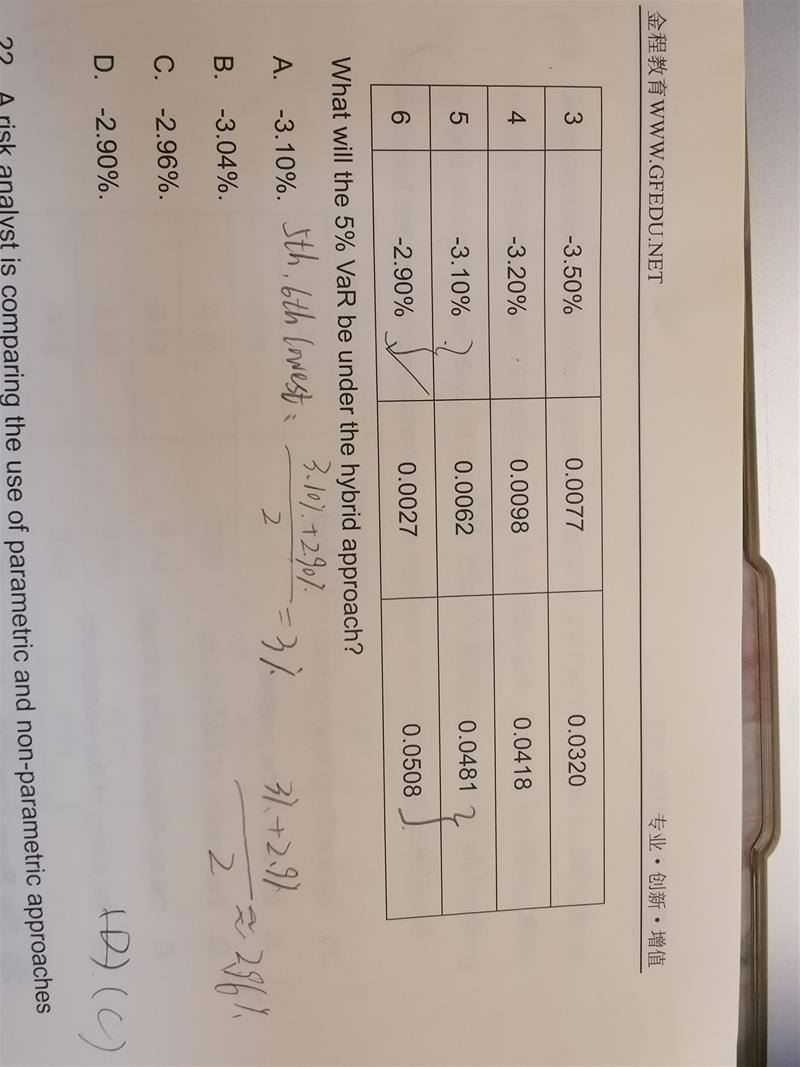 金程教育WWW.GFEDU.NET 专业·创新·增值
3 -3.50% 0.0077 0.0320
4 -3.20% 0.0098 0.0418
5 -3.10% 0.0062 0.0481
6 -2.90% 0.0027 0.0508
What will the 5% VaR be under the hybrid approach?
A. -3.10%.
5th, 6th lowest: 3.10%+2.90% / 2 = 3%
3%+2.9% / 2 ≈ 2.96%
B. -3.04%.
C. -2.96%.
D. -2.90%.
(D) (C)
22 A risk analyst is comparing the use of parametric and non-parametric approaches